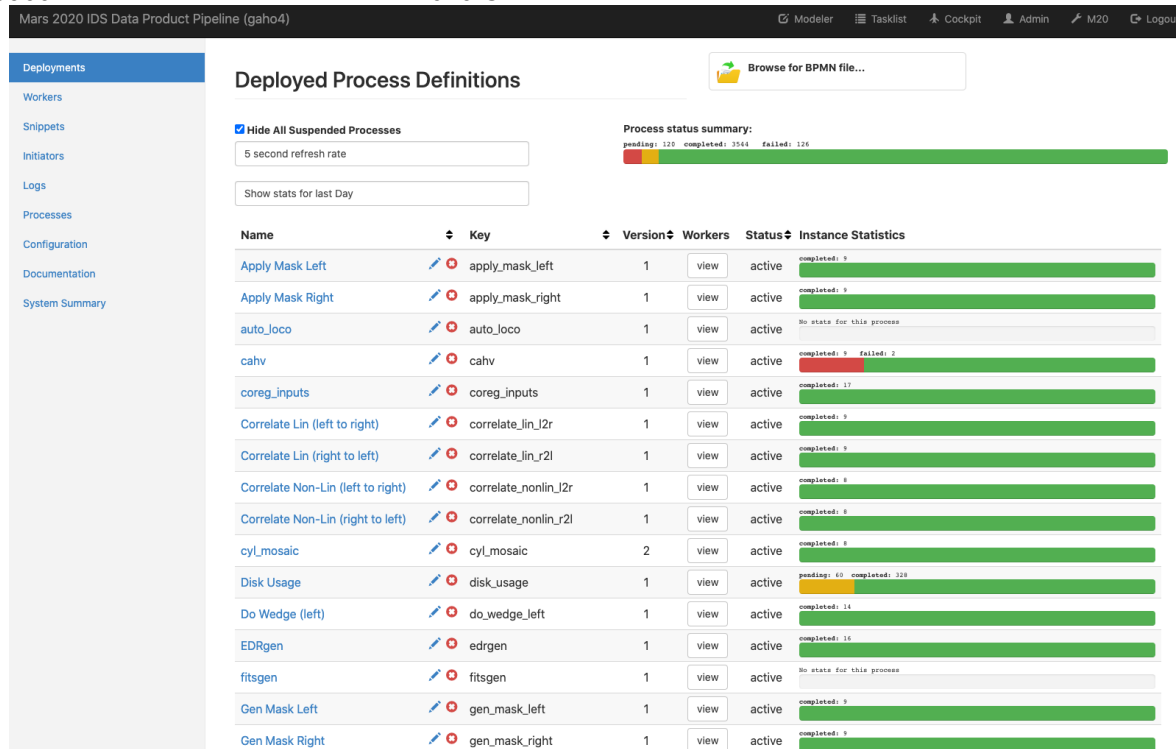 Mars 2020 IDS Data Product Pipeline (gaho4) Modeler Tasklist Cockpit Admin M20 Logou
Deployments
Workers
Snippets
Initiators
Logs
Processes
Configuration
Documentation
System Summary
Deployed Process Definitions
Browse for BPMN file...
Hide All Suspended Processes
5 second refresh rate
Show stats for last Day
Process status summary:
pending: 120 completed: 3544 failed: 126
Name Key Version Workers Status Instance Statistics
Apply Mask Left apply_mask_left 1 view active completed: 9
Apply Mask Right apply_mask_right 1 view active completed: 9
auto_loco auto_loco 1 view active No stats for this process
cahv cahv 1 view active completed: 9 failed: 2
coreg_inputs coreg_inputs 1 view active completed: 17
Correlate Lin (left to right) correlate_lin_l2r 1 view active completed: 9
Correlate Lin (right to left) correlate_lin_r2l 1 view active completed: 9
Correlate Non-Lin (left to right) correlate_nonlin_l2r 1 view active completed: 8
Correlate Non-Lin (right to left) correlate_nonlin_r2l 1 view active completed: 8
cyl_mosaic cyl_mosaic 2 view active completed: 8
Disk Usage disk_usage 1 view active pending: 60 completed: 328
Do Wedge (left) do_wedge_left 1 view active completed: 14
EDRgen edrgen 1 view active completed: 16
fitsgen fitsgen 1 view active No stats for this process
Gen Mask Left gen_mask_left 1 view active completed: 9
Gen Mask Right gen_mask_right 1 view active completed: 9